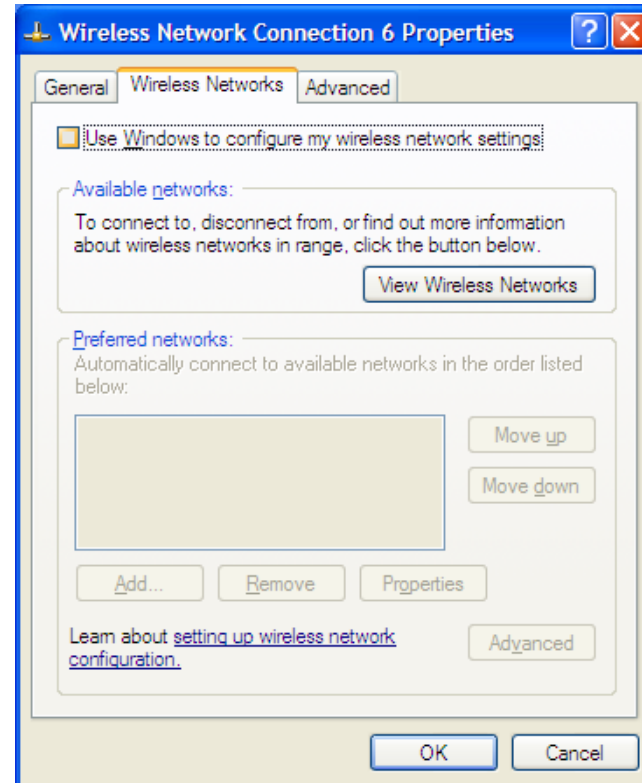 Wireless Network Connection 6 Properties
General
Wireless Networks
Advanced
Use Windows to configure my wireless network settings
Available networks:
To connect to, disconnect from, or find out more information
about wireless networks in range, click the button below.
View Wireless Networks
Preferred networks:
Automatically connect to available networks in the order listed
below:
Move up
Move down
Add...
Remove
Properties
Learn about setting up wireless network
configuration.
Advanced
OK
Cancel